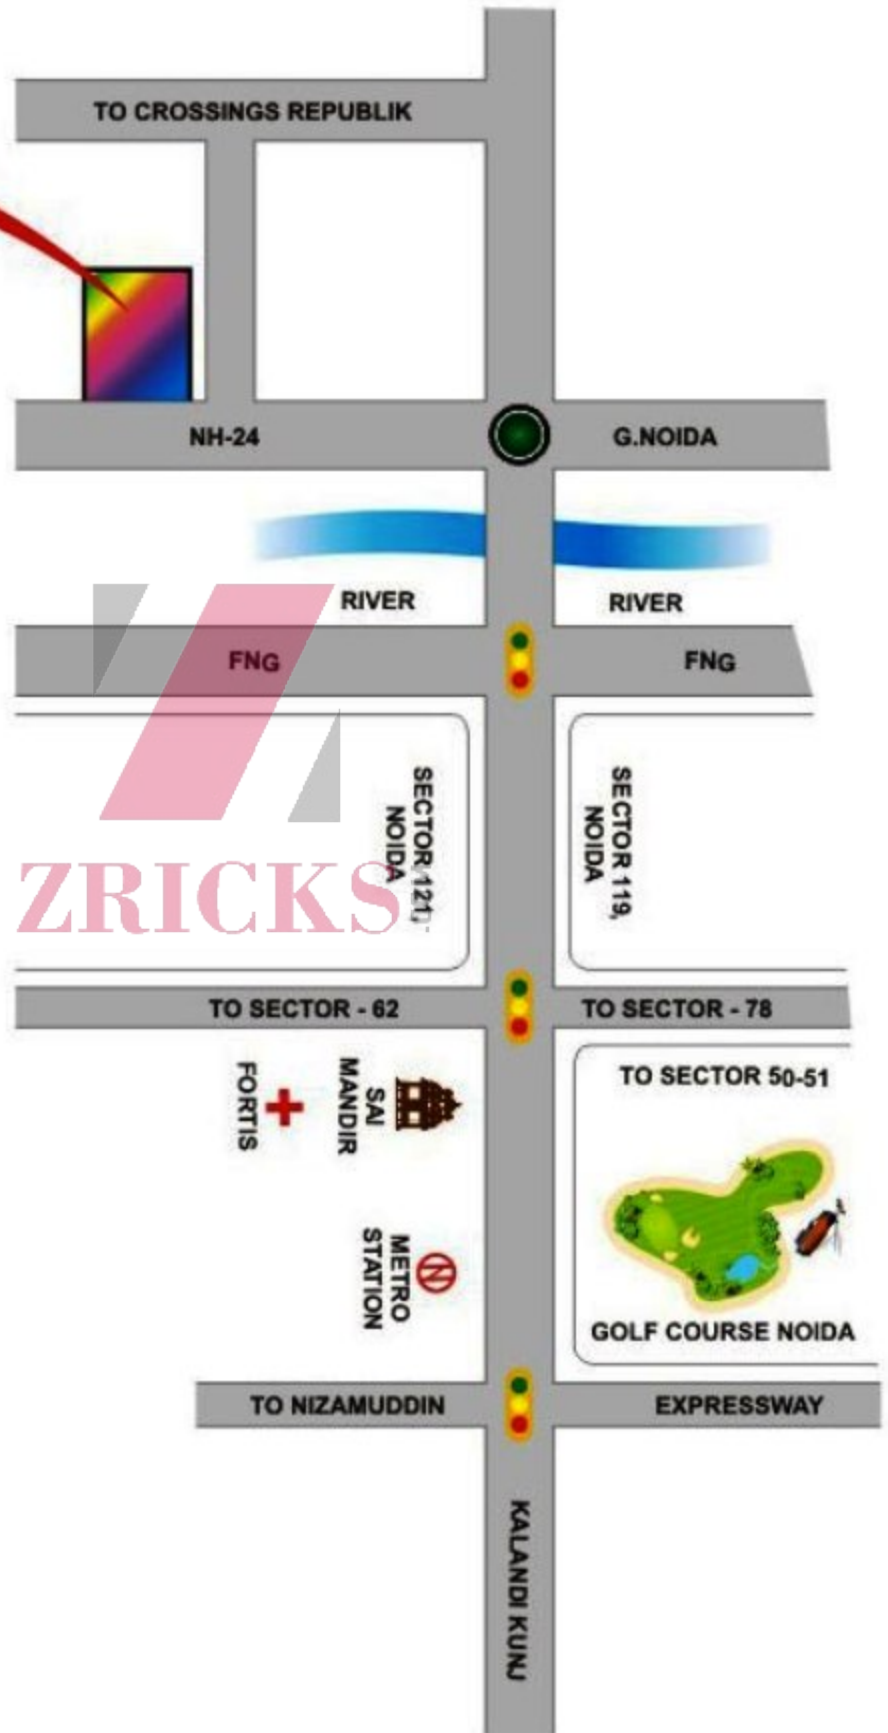 TO CROSSINGS REPUBLIK
NH-24
G.NOIDA
RIVER
RIVER
FNG
FNG
SECTOR 121,
NOIDA
SECTOR 119,
NOIDA
ZRICKS
TO SECTOR - 62
TO SECTOR - 78
FORTIS
SAI
MANDIR
TO SECTOR 50-51
METRO
STATION
GOLF COURSE NOIDA
TO NIZAMUDDIN
EXPRESSWAY
KALANDI KUNJ